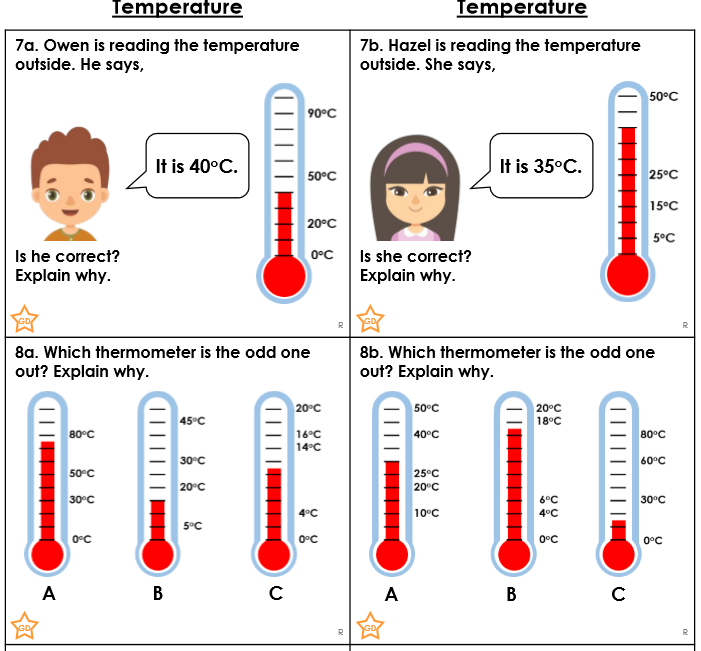 Temperature
Temperature
7a. Owen is reading the temperature
outside. He says,
It is 40°C.
90°C
50°C
20°C
0°C
Is he correct?
Explain why.
GD
R
7b. Hazel is reading the temperature
outside. She says,
It is 35°C.
50°C
25°C
15°C
5°C
Is she correct?
Explain why.
GD
R
8a. Which thermometer is the odd one
out? Explain why.
80°C
50°C
30°C
0°C
45°C
30°C
20°C
5°C
20°C
16°C
14°C
4°C
0°C
A
B
C
GD
R
8b. Which thermometer is the odd one
out? Explain why.
50°C
40°C
25°C
20°C
10°C
20°C
18°C
6°C
4°C
0°C
80°C
60°C
30°C
0°C
A
B
C
GD
R